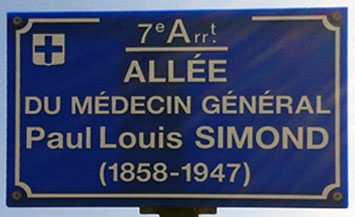 7e Arrt.
ALLÉE
DU MÉDECIN GÉNÉRAL
Paul Louis SIMOND
(1858-1947)